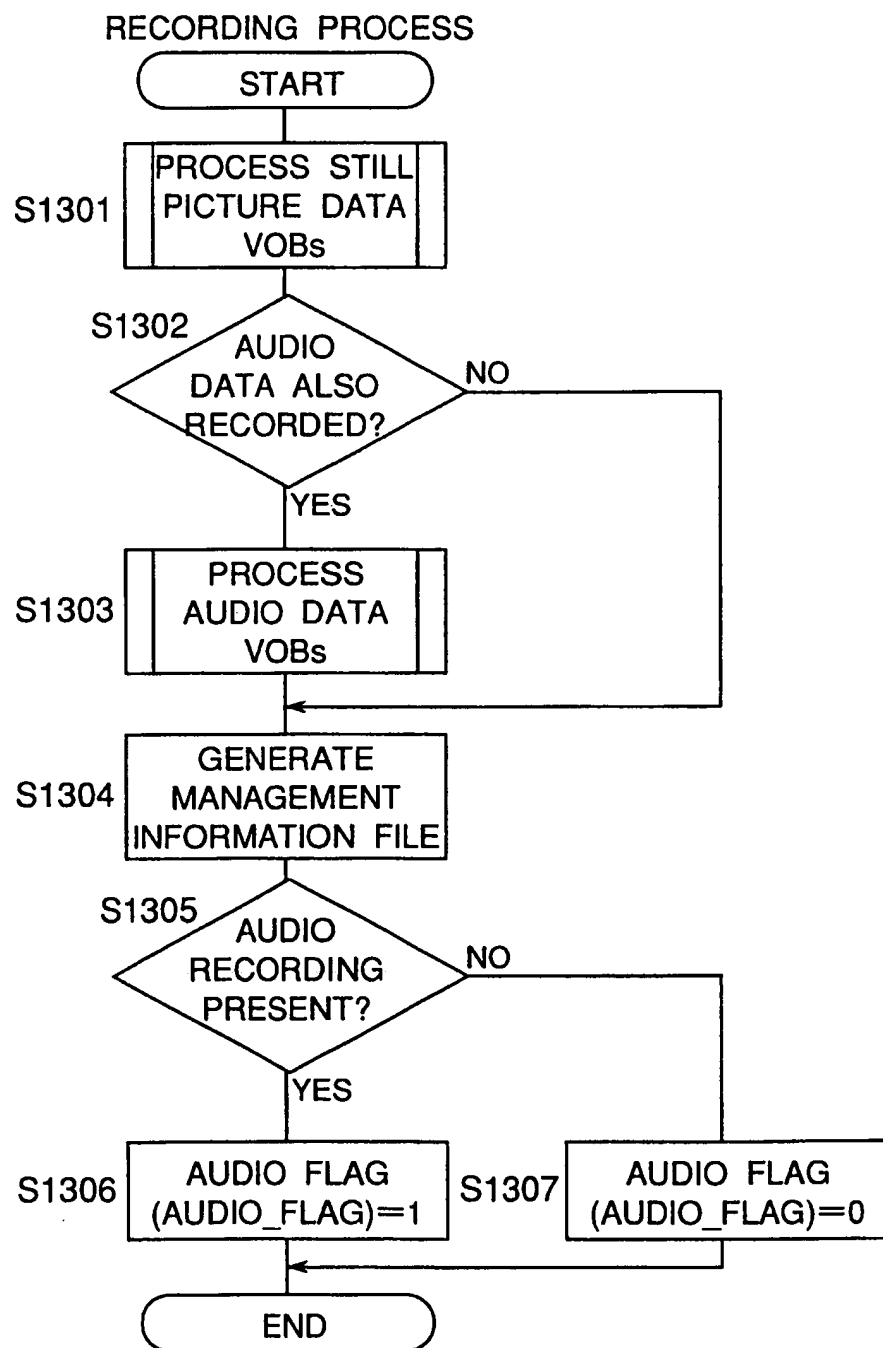 RECORDING PROCESS
START
S1301
PROCESS STILL
PICTURE DATA
VOBs
S1302
AUDIO
DATA ALSO
RECORDED?
NO
YES
S1303
PROCESS
AUDIO DATA
VOBs
S1304
GENERATE
MANAGEMENT
INFORMATION FILE
S1305
AUDIO
RECORDING
PRESENT?
NO
YES
S1306
AUDIO FLAG
(AUDIO_FLAG)=1
S1307
AUDIO FLAG
(AUDIO_FLAG)=0
END